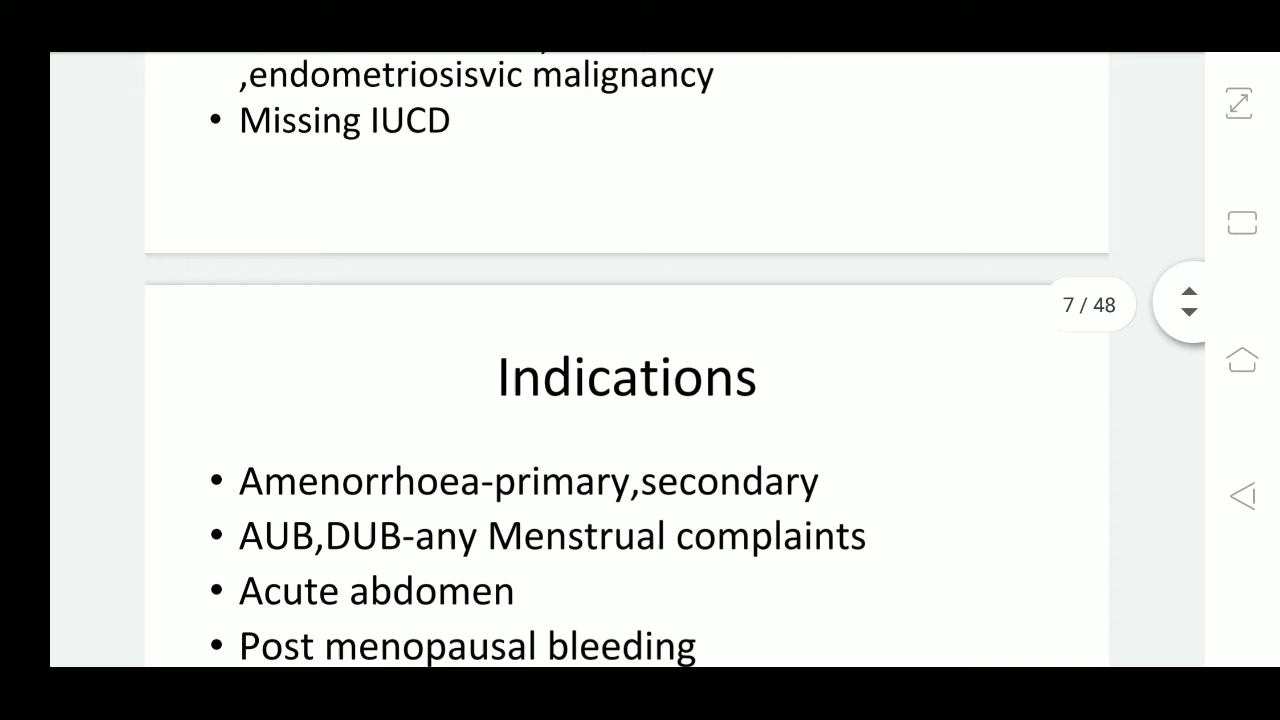 ,endometriosisvic malignancy
• Missing IUCD
7 / 48
Indications
• Amenorrhoea-primary,secondary
• AUB,DUB-any Menstrual complaints
• Acute abdomen
• Post menopausal bleeding